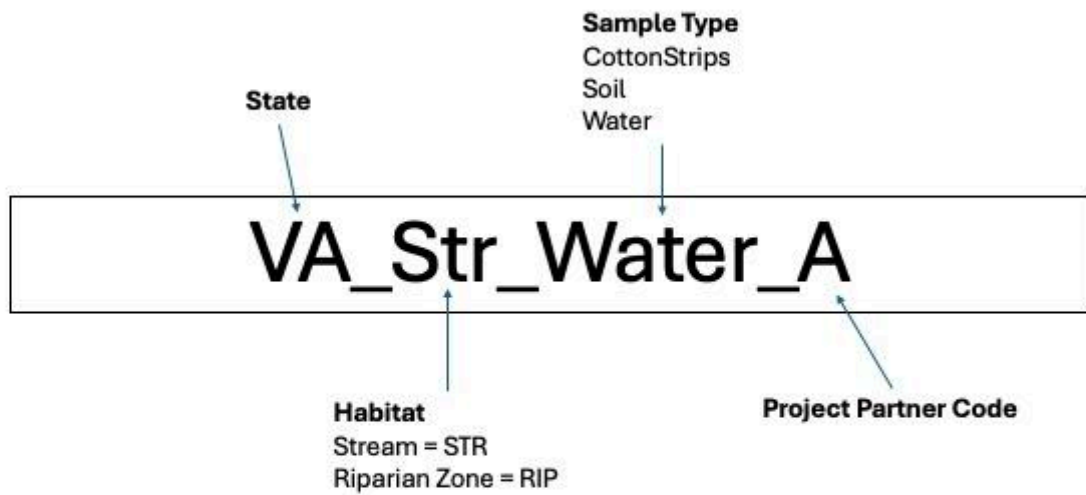 Sample Type
CottonStrips
Soil
Water
State
VA_Str_Water_A
Habitat
Stream = STR
Riparian Zone = RIP
Project Partner Code